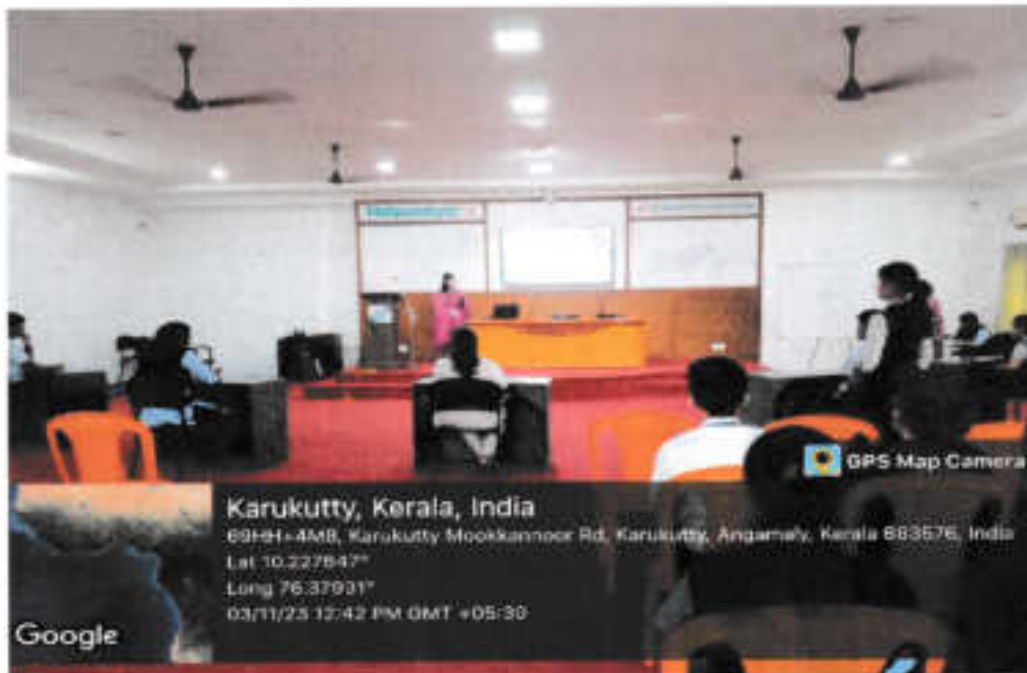 GPS Map Camera
Karukutty, Kerala, India
69HH+4M8, Karukutty Mookkannoor Rd, Karukutty, Angamaly, Kerala 683576, India
Lat 10.227847°
Long 76.37931°
03/11/23 12:42 PM GMT +05:30
Google